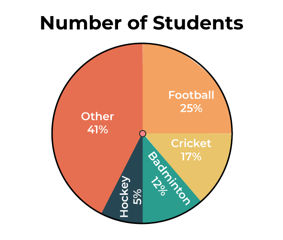 Number of Students
Football
25%
Cricket
17%
Badminton
12%
Hockey
5%
Other
41%